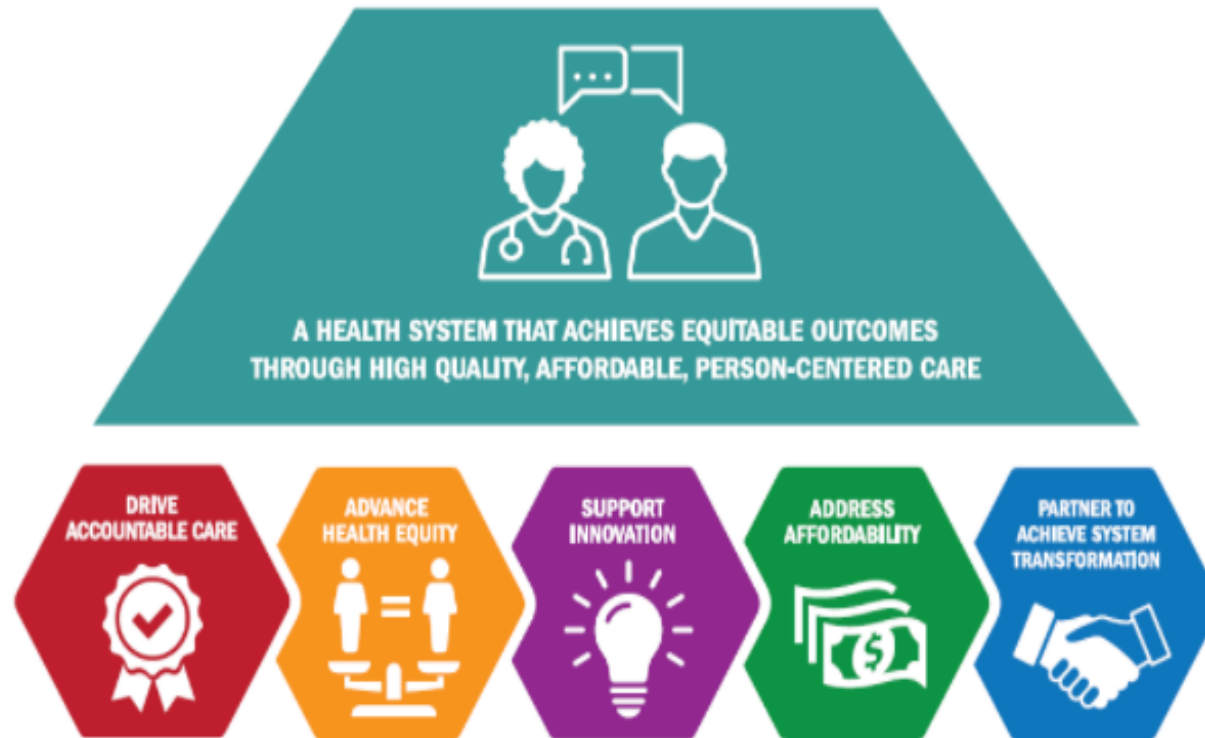 A HEALTH SYSTEM THAT ACHIEVES EQUITABLE OUTCOMES
THROUGH HIGH QUALITY, AFFORDABLE, PERSON-CENTERED CARE
DRIVE
ACCOUNTABLE CARE
ADVANCE
HEALTH EQUITY
SUPPORT
INNOVATION
ADDRESS
AFFORDABILITY
PARTNER TO
ACHIEVE SYSTEM
TRANSFORMATION
$